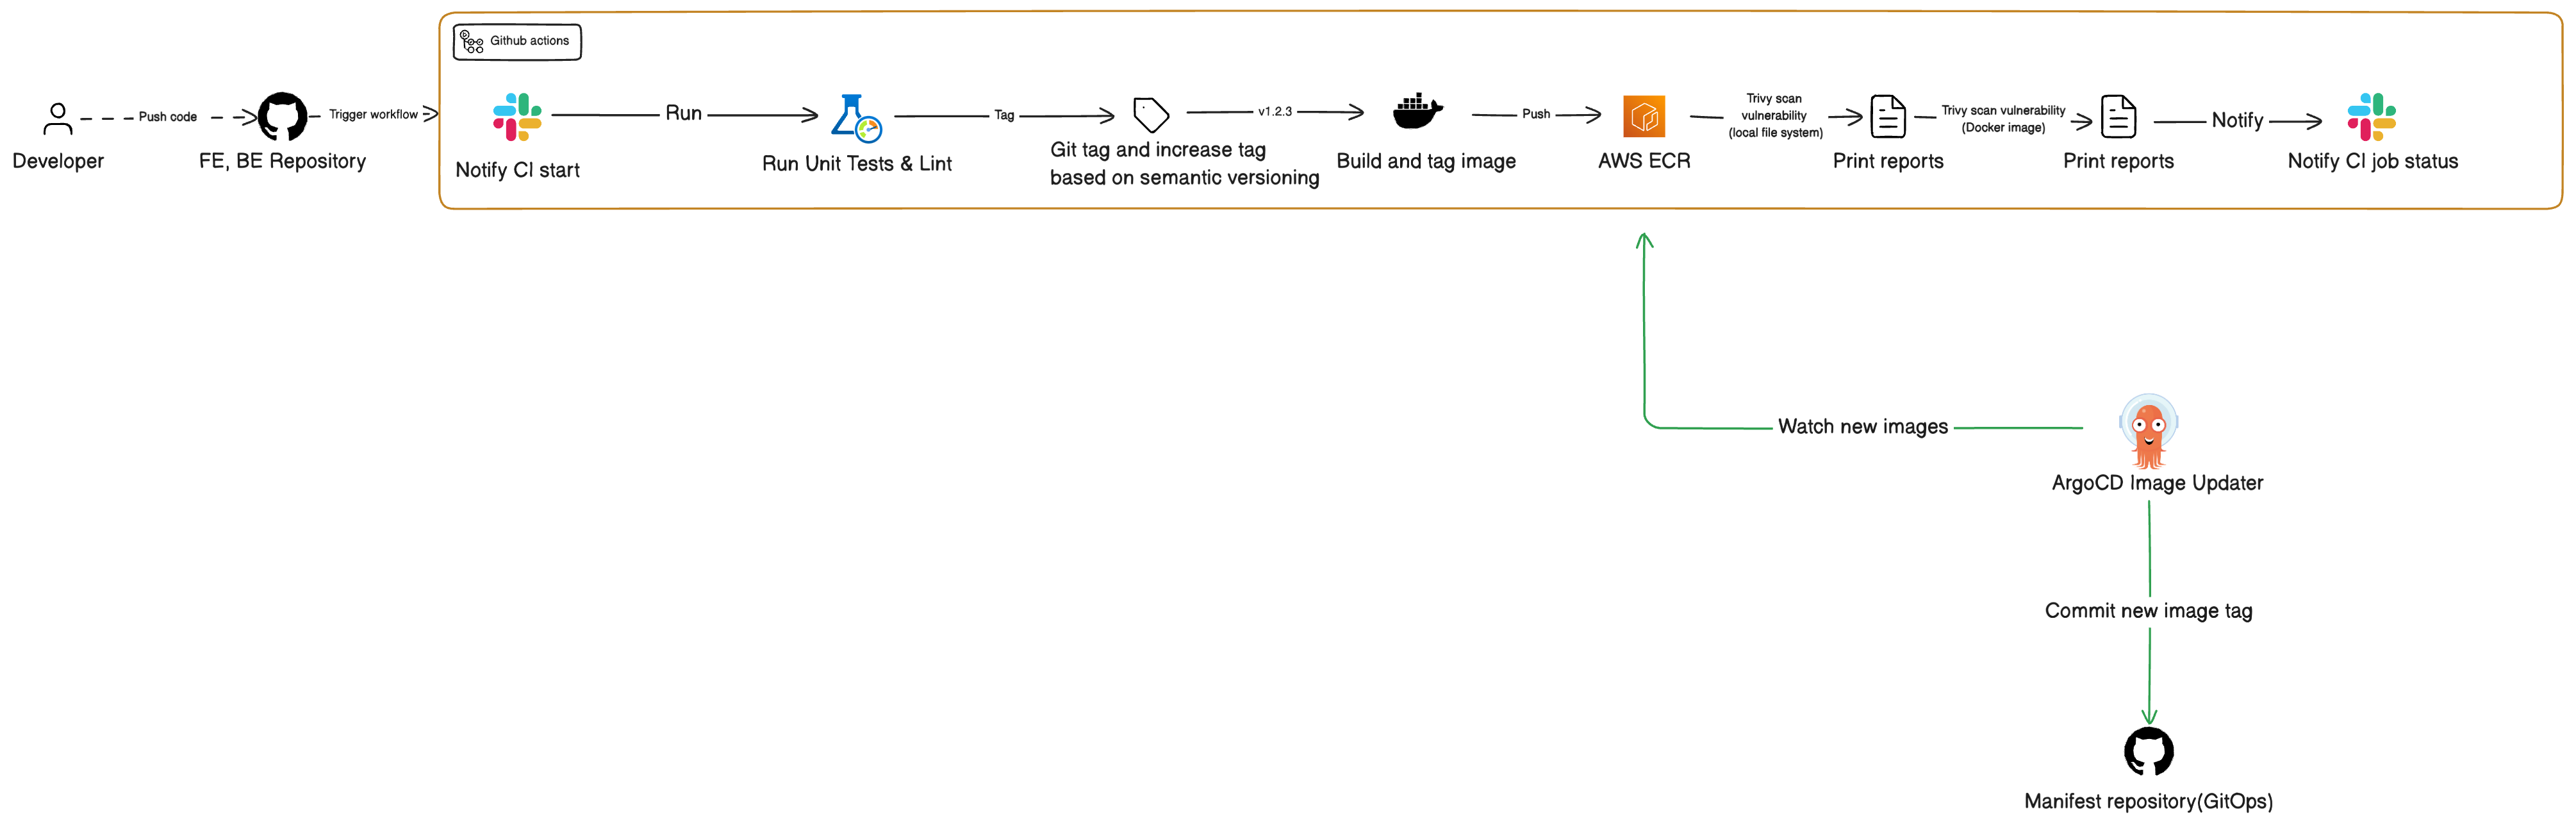 Github actions
Push code
Trigger workflow
Run
Tag
v1.2.3
Push
Trivy scan
vulnerability
(local file system)
Trivy scan vulnerability
(Docker image)
Notify
Developer
FE, BE Repository
Notify CI start
Run Unit Tests & Lint
Git tag and increase tag
based on semantic versioning
Build and tag image
AWS ECR
Print reports
Print reports
Notify CI job status
Watch new images
ArgoCD Image Updater
Commit new image tag
Manifest repository(GitOps)